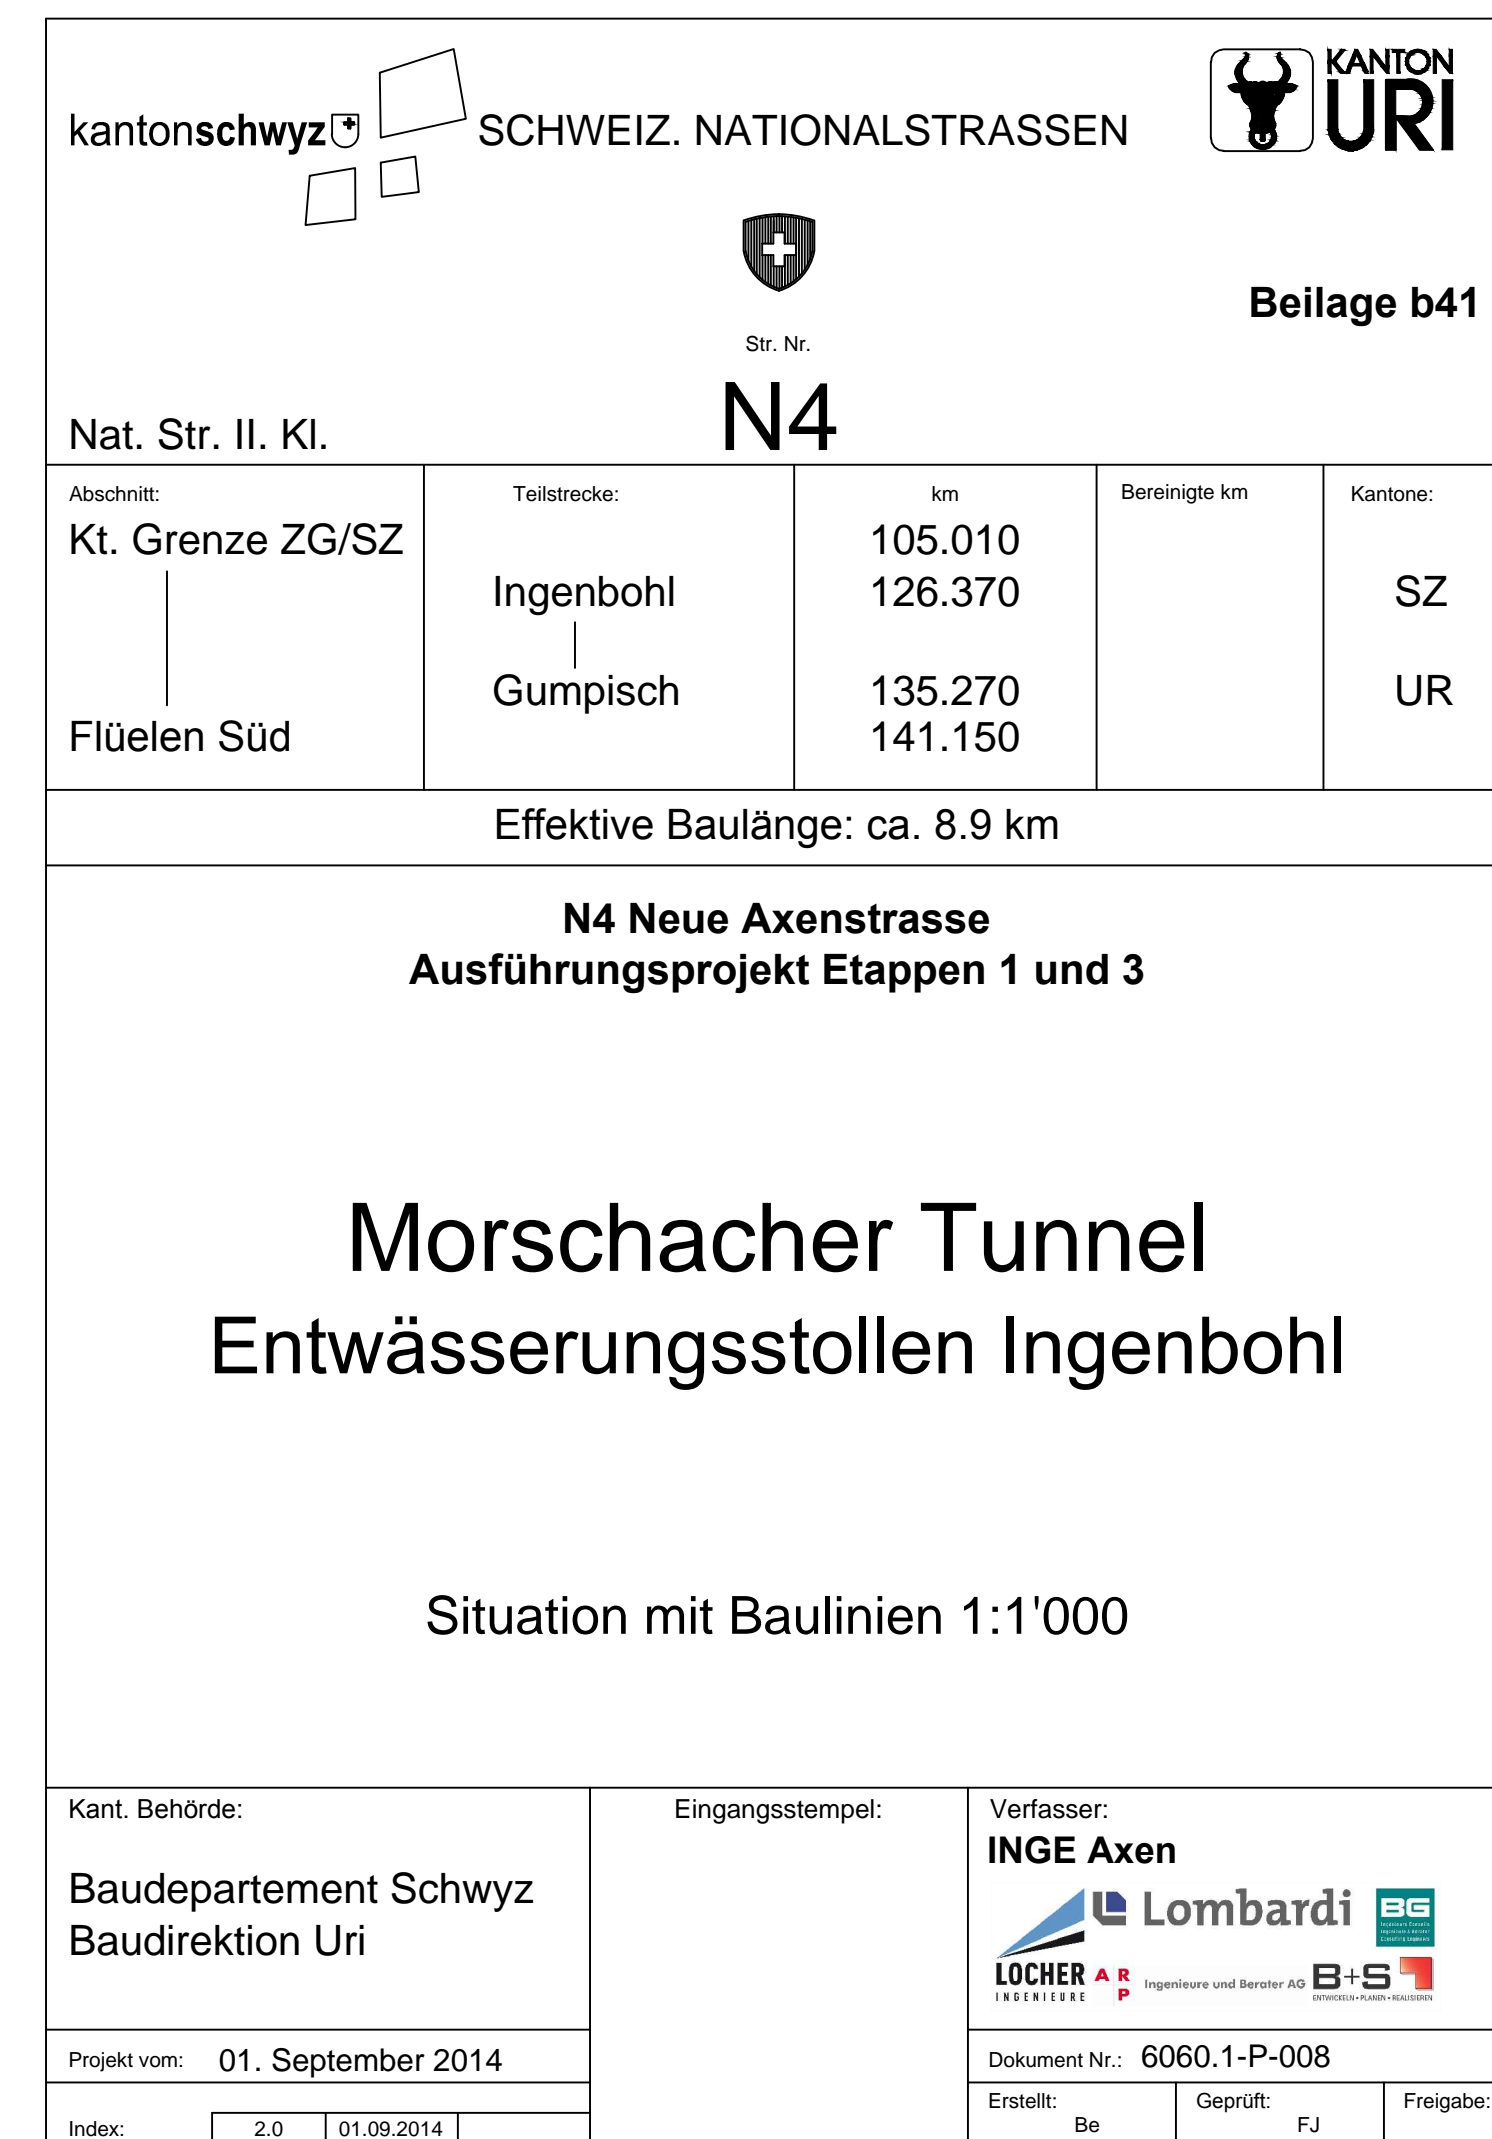 kantonschwyz
SCHWEIZ. NATIONALSTRASSEN
KANTON
URI
Beilage b41
Str. Nr.
N4
Nat. Str. II. Kl.
Abschnitt:
Teilstrecke:
km
Bereinigte km
Kantone:
Kt. Grenze ZG/SZ
105.010
Ingenbohl
126.370
SZ
Gumpisch
135.270
UR
Flüelen Süd
141.150
Effektive Baulänge: ca. 8.9 km
N4 Neue Axenstrasse
Ausführungsprojekt Etappen 1 und 3
Morschacher Tunnel
Entwässerungsstollen Ingenbohl
Situation mit Baulinien 1:1'000
Kant. Behörde:
Baudepartement Schwyz
Baudirektion Uri
Eingangsstempel:
Verfasser:
INGE Axen
Lombardi
BG
LOCHER
INGENIEURE
A R
P
Ingenieure und Berater AG
B+S
ENTWICKELN • PLANEN • REALISIEREN
Projekt vom: 01. September 2014
Dokument Nr.: 6060.1-P-008
Index: 2.0 01.09.2014
Erstellt:
Be
Geprüft:
FJ
Freigabe: